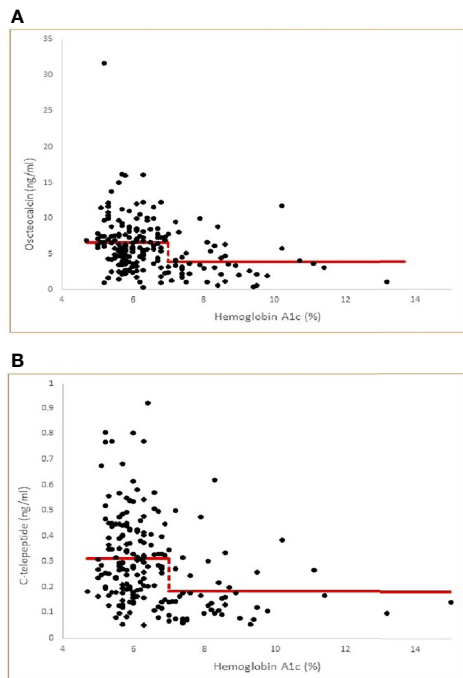 A
35
30
25
20
15
10
5
0
Oscteocalcin (ng/ml)
4 6 8 10 12 14
Hemoglobin A1c (%)
B
1
0.9
0.8
0.7
0.6
0.5
0.4
0.3
0.2
0.1
0
C-telopeptide (ng/ml)
4 6 8 10 12 14
Hemoglobin A1c (%)